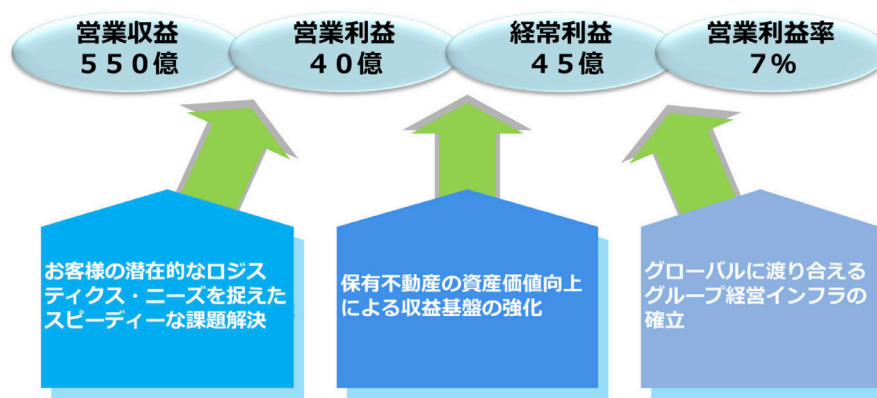 営業収益
５５０億
営業利益
４０億
経常利益
４５億
営業利益率
７％
お客様の潜在的なロジス
ティクス・ニーズを捉えた
スピーディーな課題解決
保有不動産の資産価値向上
による収益基盤の強化
グローバルに渡り合える
グループ経営インフラの
確立